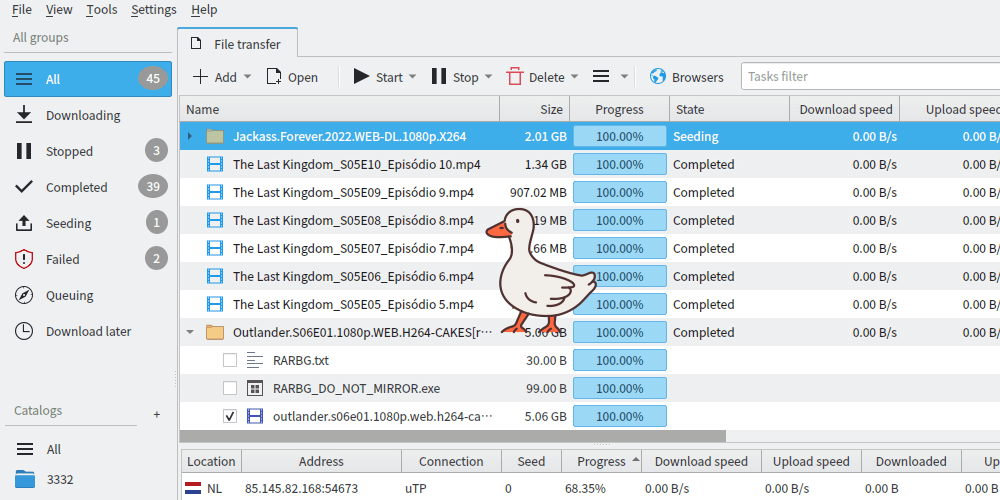 File View Tools Settings Help
All groups
All 45
Downloading
Stopped 3
Completed 39
Seeding 1
Failed 2
Queuing
Download later
Catalogs +
All
3332
File transfer
Add Open Start Stop Delete Browsers Tasks filter
Name Size Progress State Download speed Upload speed
Jackass.Forever.2022.WEB-DL.1080p.X264 2.01 GB 100.00% Seeding 0.00 B/s 0.00 B/s
The Last Kingdom_S05E10_Episódio 10.mp4 1.34 GB 100.00% Completed 0.00 B/s 0.00 B/s
The Last Kingdom_S05E09_Episódio 9.mp4 907.02 MB 100.00% Completed 0.00 B/s 0.00 B/s
The Last Kingdom_S05E08_Episódio 8.mp4 19 MB 100.00% Completed 0.00 B/s 0.00 B/s
The Last Kingdom_S05E07_Episódio 7.mp4 .66 MB 100.00% Completed 0.00 B/s 0.00 B/s
The Last Kingdom_S05E06_Episódio 6.mp4 100.00% Completed 0.00 B/s 0.00 B/s
The Last Kingdom_S05E05_Episódio 5.mp4 100.00% Completed 0.00 B/s 0.00 B/s
Outlander.S06E01.1080p.WEB.H264-CAKES[r··· 5.06 GB 100.00% Completed 0.00 B/s 0.00 B/s
RARBG.txt 30.00 B 100.00%
RARBG_DO_NOT_MIRROR.exe 99.00 B 100.00%
outlander.s06e01.1080p.web.h264-ca··· 5.06 GB 100.00%
Location Address Connection Seed Progress Download speed Upload speed Downloaded Up
NL 85.145.82.168:54673 uTP 0 68.35% 0.00 B/s 0.00 B/s 0.00 B 0.00 B